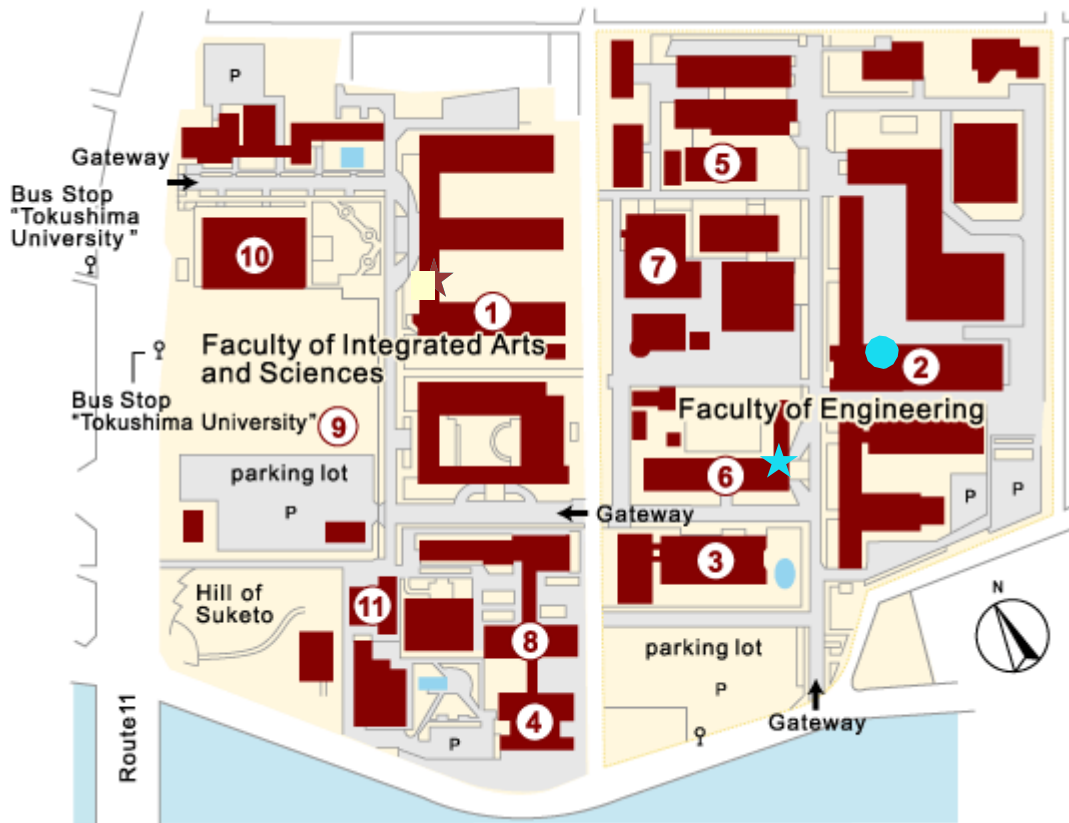 P
Gateway
Bus Stop
"Tokushima
University"
10
5
7
1
Faculty of Integrated Arts
and Sciences
2
Bus Stop
"Tokushima University"
9
Faculty of Engineering
parking lot
P
6
P
P
Gateway
3
Hill of
Suketo
11
N
8
parking lot
P
4
P
Gateway
Route11